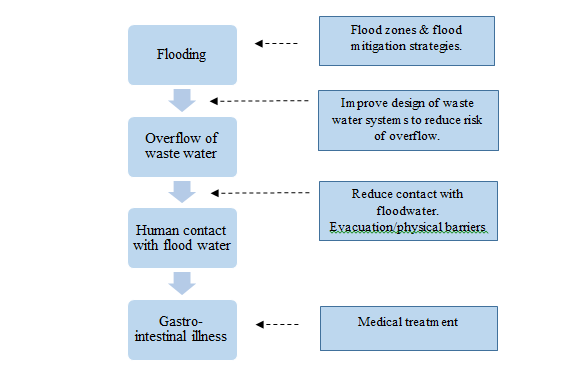 Flooding
Flood zones & flood
mitigation strategies.
Improve design of waste
water systems to reduce risk
of overflow.
Overflow of
waste water
Reduce contact with
floodwater.
Evacuation/physical barriers
Human contact
with flood water
Gastro-
intestinal illness
Medical treatment